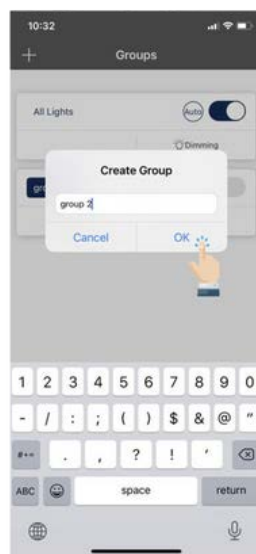 10:32
Groups
All Lights
Auto
Dimming
Create Group
gr
group 2
Cancel
OK
1 2 3 4 5 6 7 8 9 0
- / : ; ( ) $ & @ "
#+= . , ? ! '
ABC space return